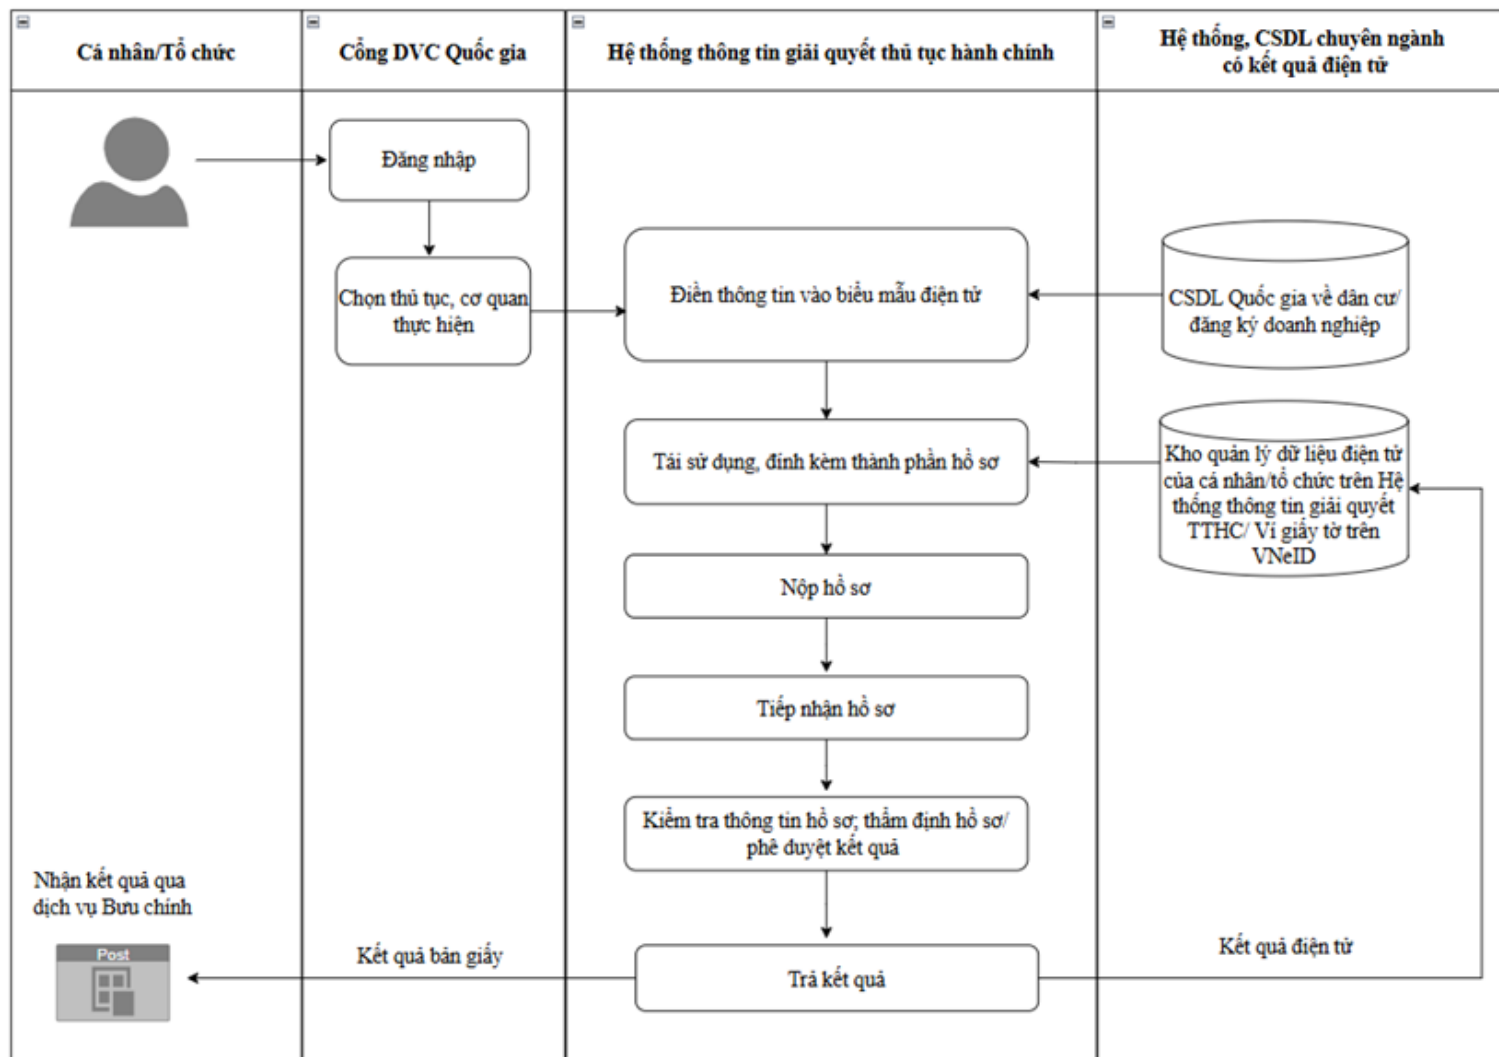 Cá nhân/Tổ chức
Cổng DVC Quốc gia
Hệ thống thông tin giải quyết thủ tục hành chính
Hệ thống, CSDL chuyên ngành
có kết quả điện tử
Đăng nhập
Chọn thủ tục, cơ quan
thực hiện
Điền thông tin vào biểu mẫu điện tử
CSDL Quốc gia về dân cư/
đăng ký doanh nghiệp
Tái sử dụng, đính kèm thành phần hồ sơ
Kho quản lý dữ liệu điện tử
của cá nhân/tổ chức trên Hệ
thống thông tin giải quyết
TTHC/ Ví giấy tờ trên
VNeID
Nộp hồ sơ
Tiếp nhận hồ sơ
Kiểm tra thông tin hồ sơ; thẩm định hồ sơ/
phê duyệt kết quả
Nhận kết quả qua
dịch vụ Bưu chính
Post
Kết quả bản giấy
Trả kết quả
Kết quả điện tử